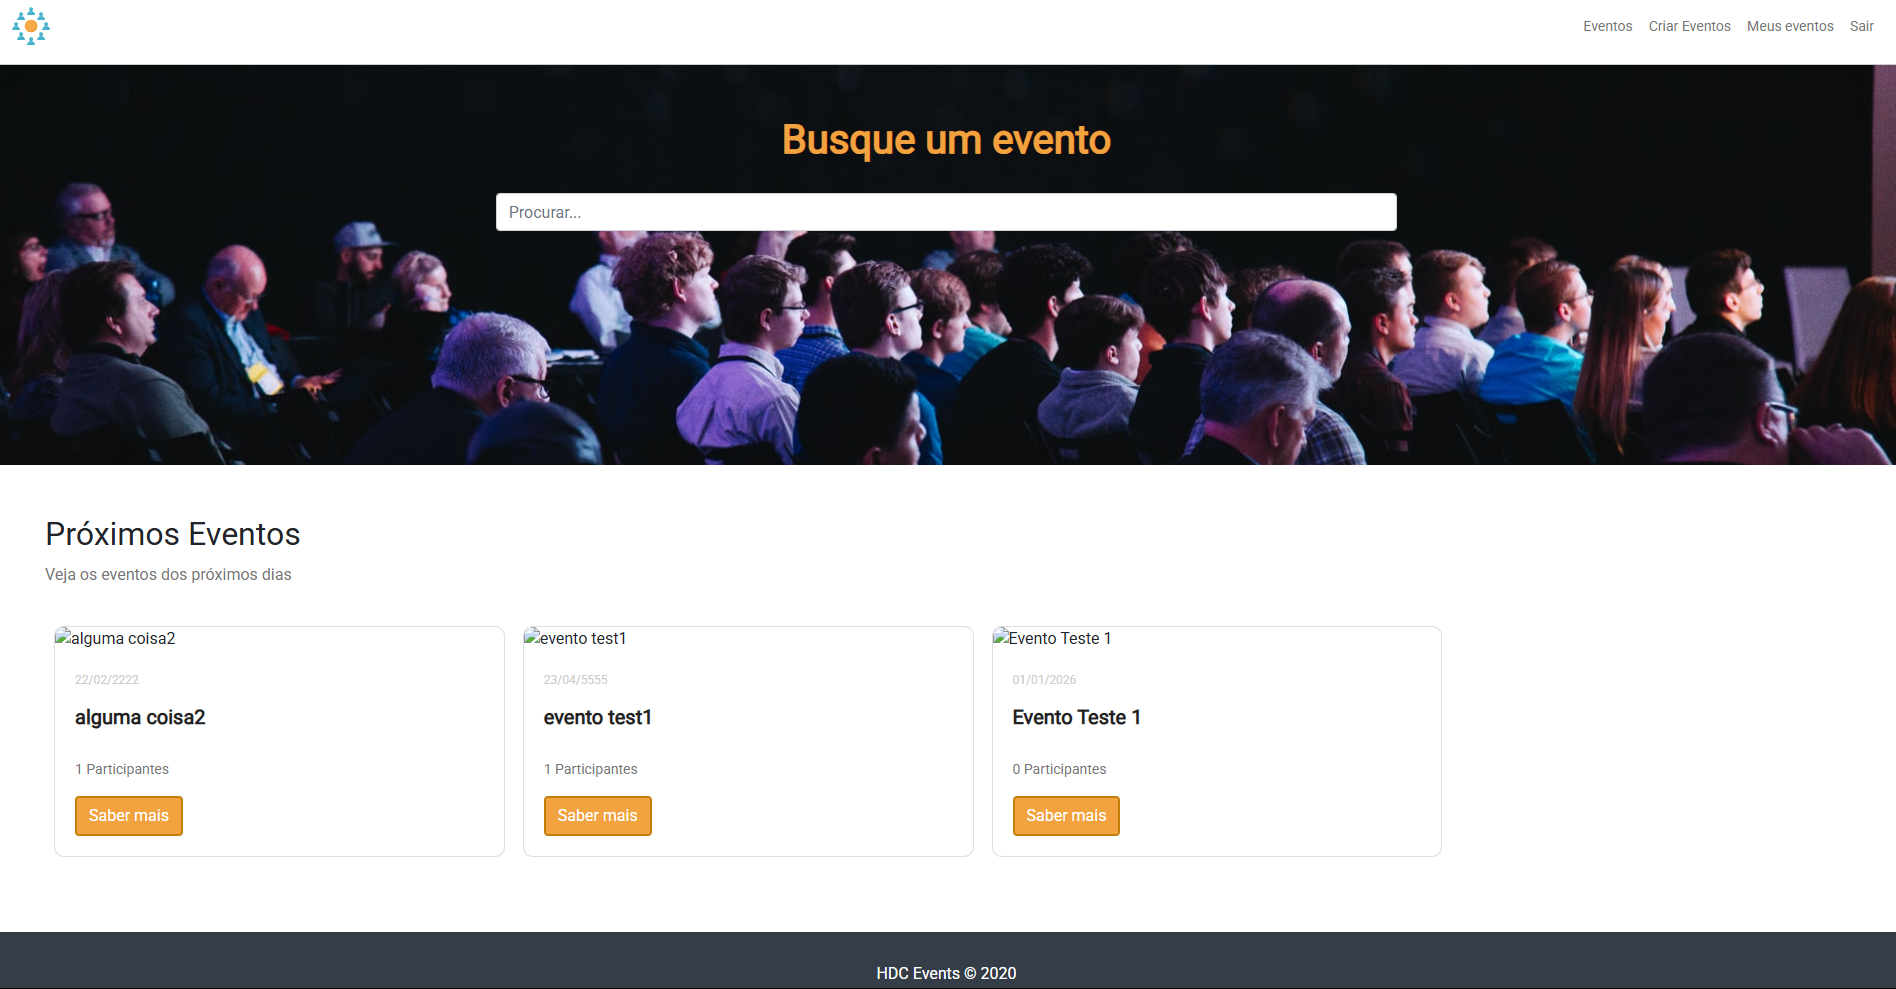 Eventos Criar Eventos Meus eventos Sair
Busque um evento
Procurar...
Próximos Eventos
Veja os eventos dos próximos dias
alguma coisa2
22/02/2222
alguma coisa2
1 Participantes
Saber mais
evento test1
23/04/5555
evento test1
1 Participantes
Saber mais
Evento Teste 1
01/01/2026
Evento Teste 1
0 Participantes
Saber mais
HDC Events © 2020